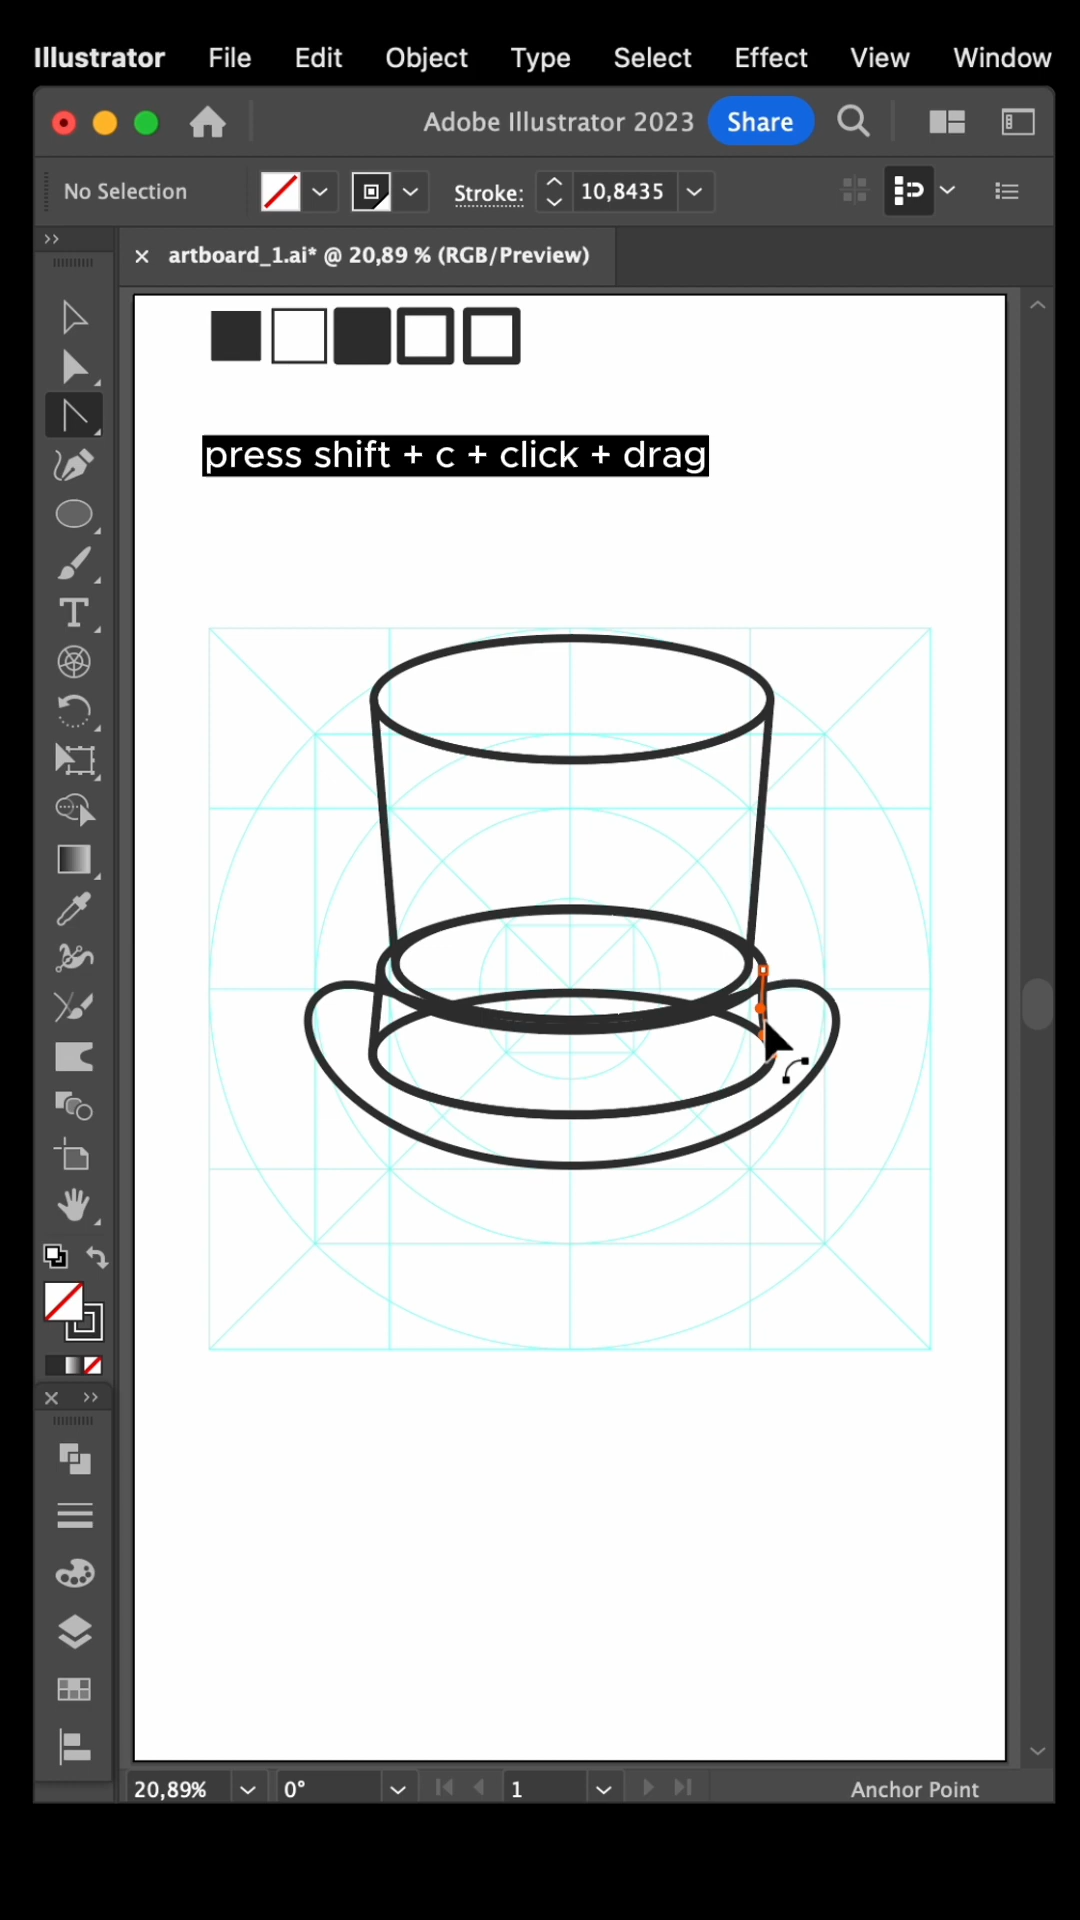 Illustrator File Edit Object Type Select Effect View Window
Adobe Illustrator 2023 Share
No Selection Stroke: 10,8435
artboard_1.ai* @ 20,89 % (RGB/Preview)
press shift + c + click + drag
20,89% 0° 1 Anchor Point